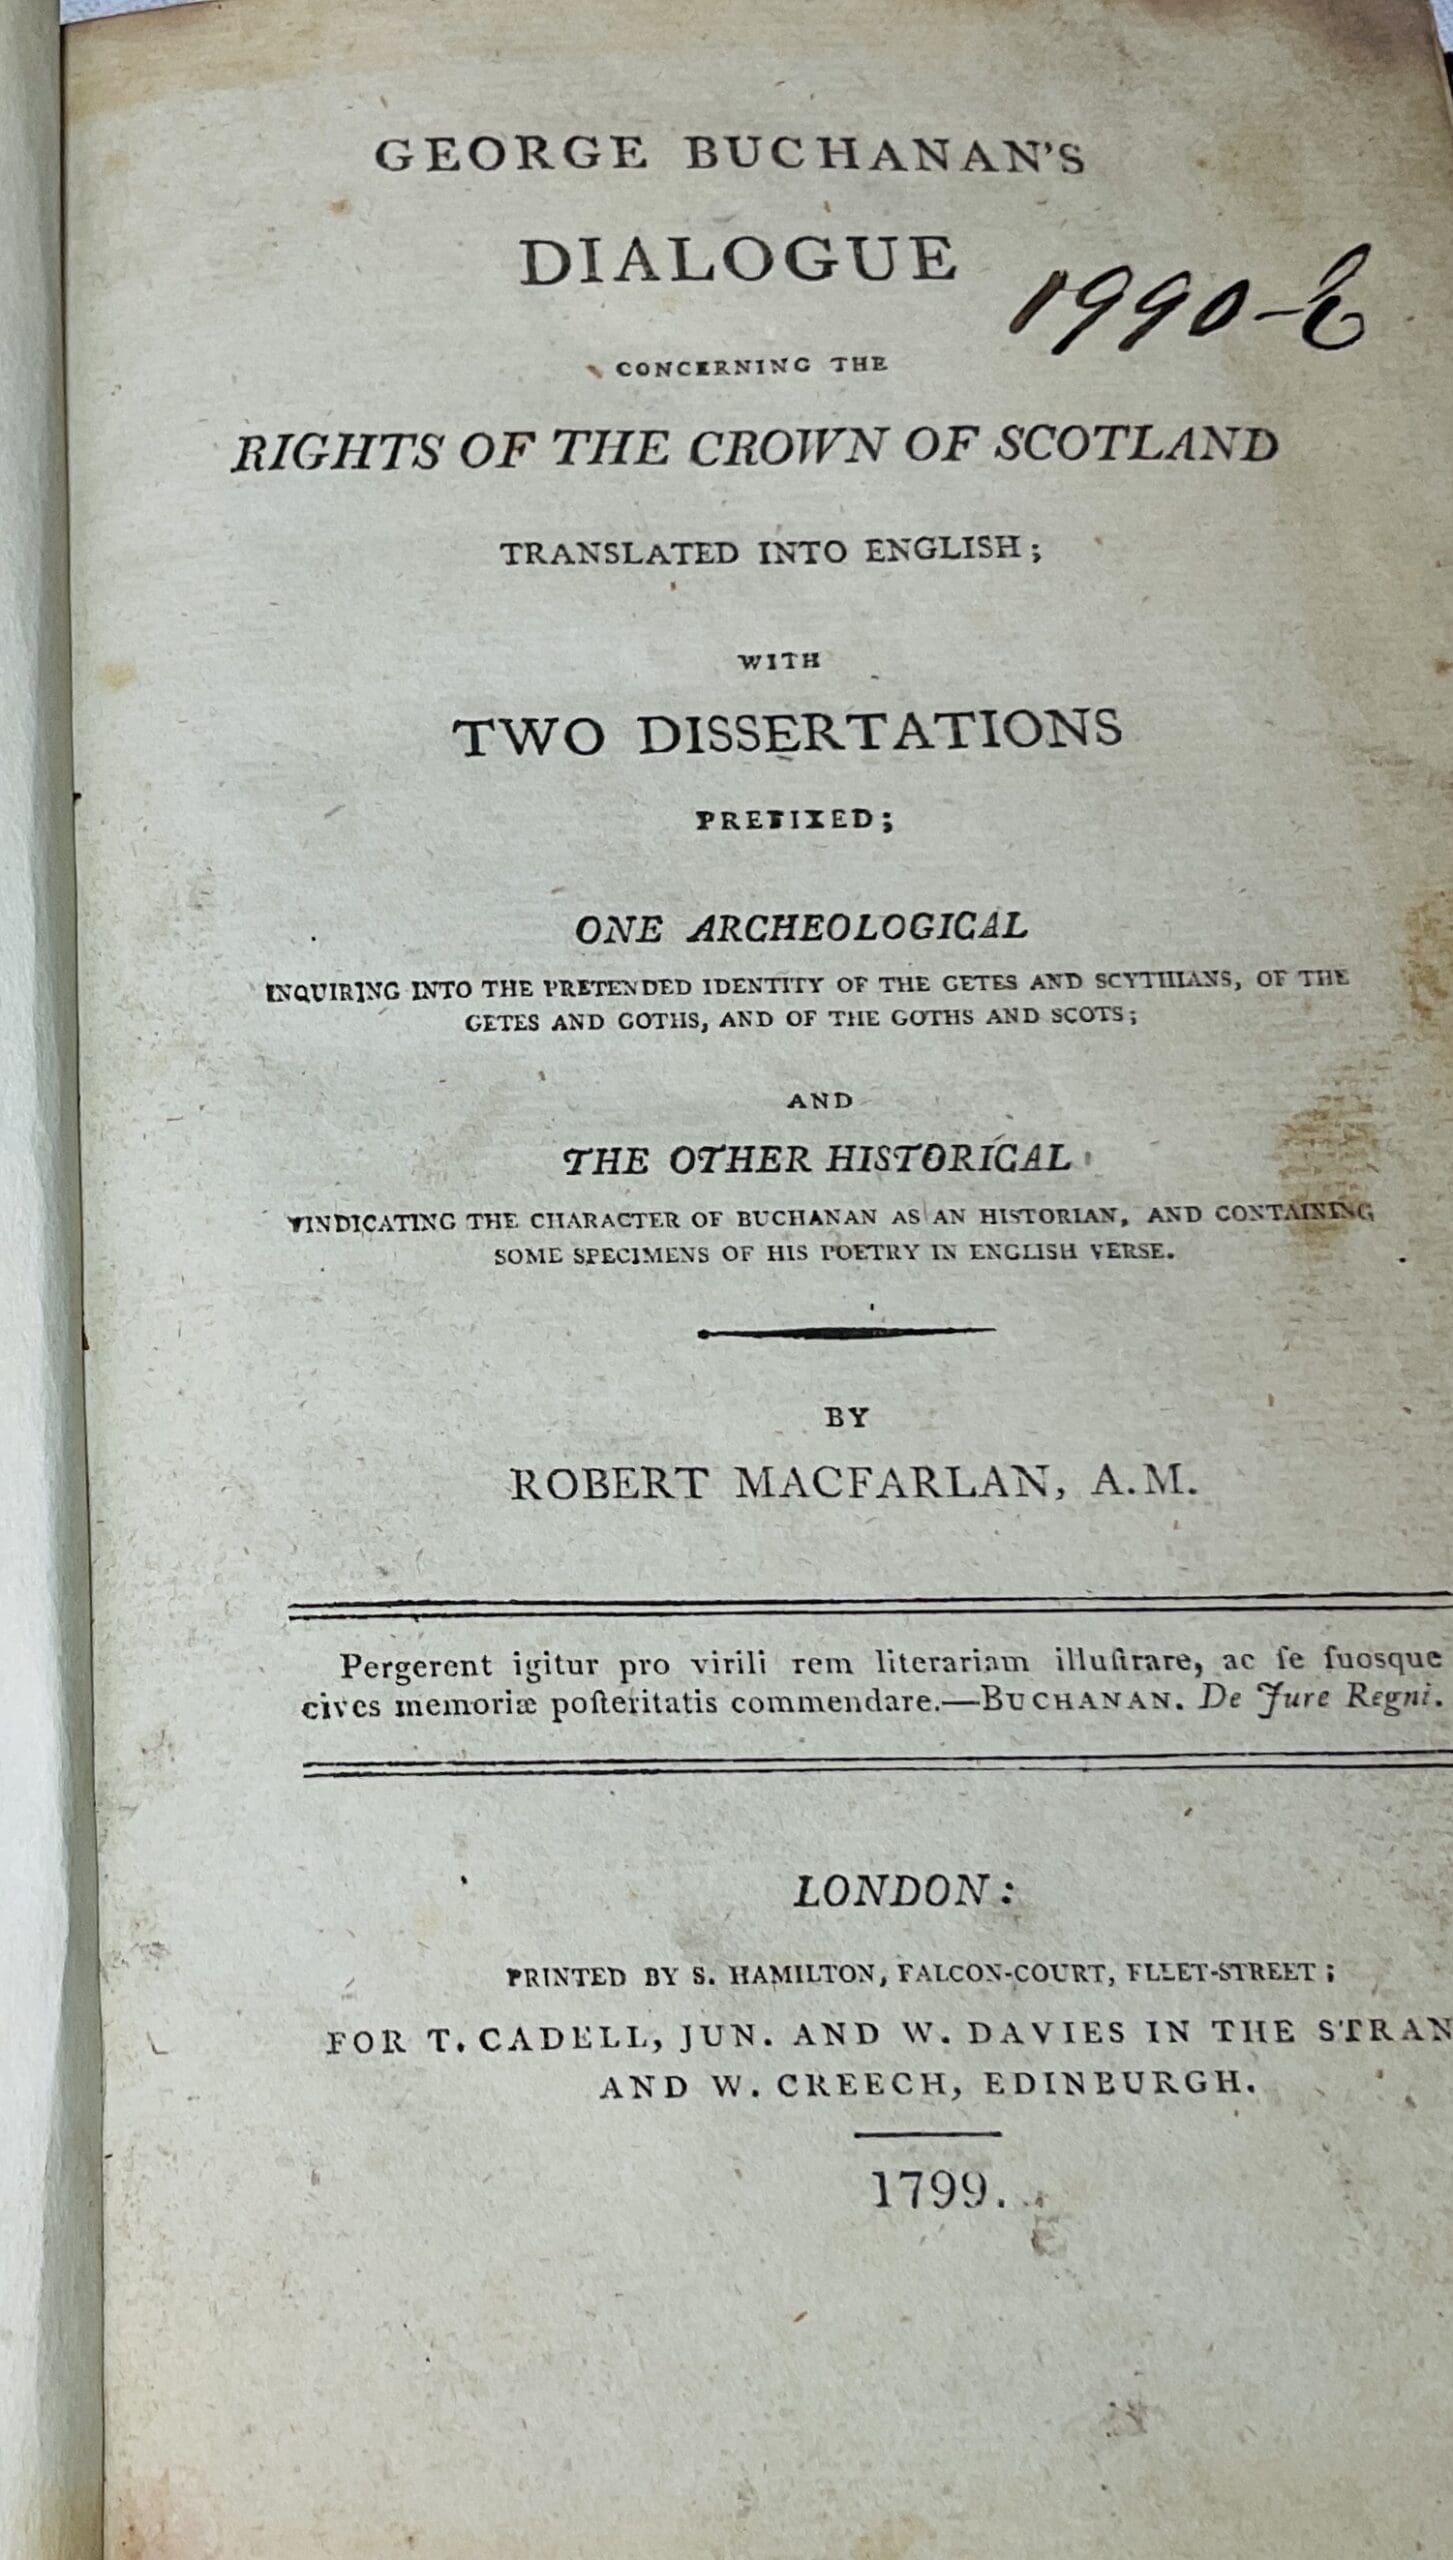 GEORGE BUCHANAN'S
DIALOGUE
1990-
CONCERNING THE
RIGHTS OF THE CROWN OF SCOTLAND
TRANSLATED INTO ENGLISH;
WITH
TWO DISSERTATIONS
PREFIXED;
ONE ARCHEOLOGICAL
INQUIRING INTO THE PRETENDED IDENTITY OF THE GETES AND SCYTHIANS, OF THE
GETES AND GOTHS, AND OF THE GOTHS AND SCOTS;
AND
THE OTHER HISTORICAL
VINDICATING THE CHARACTER OF BUCHANAN AS AN HISTORIAN, AND CONTAINING
SOME SPECIMENS OF HIS POETRY IN ENGLISH VERSE.
BY
ROBERT MACFARLAN, A.M.
Pergerent igitur pro virili rem literariam illuſtrare, ac ſe ſuosque
cives memoriæ poſteritatis commendare.—BUCHANAN. De Jure Regni.
LONDON:
PRINTED BY S. HAMILTON, FALCON-COURT, FLEET-STREET;
FOR T. CADELL, JUN. AND W. DAVIES IN THE STRAN
AND W. CREECH, EDINBURGH.
1799.